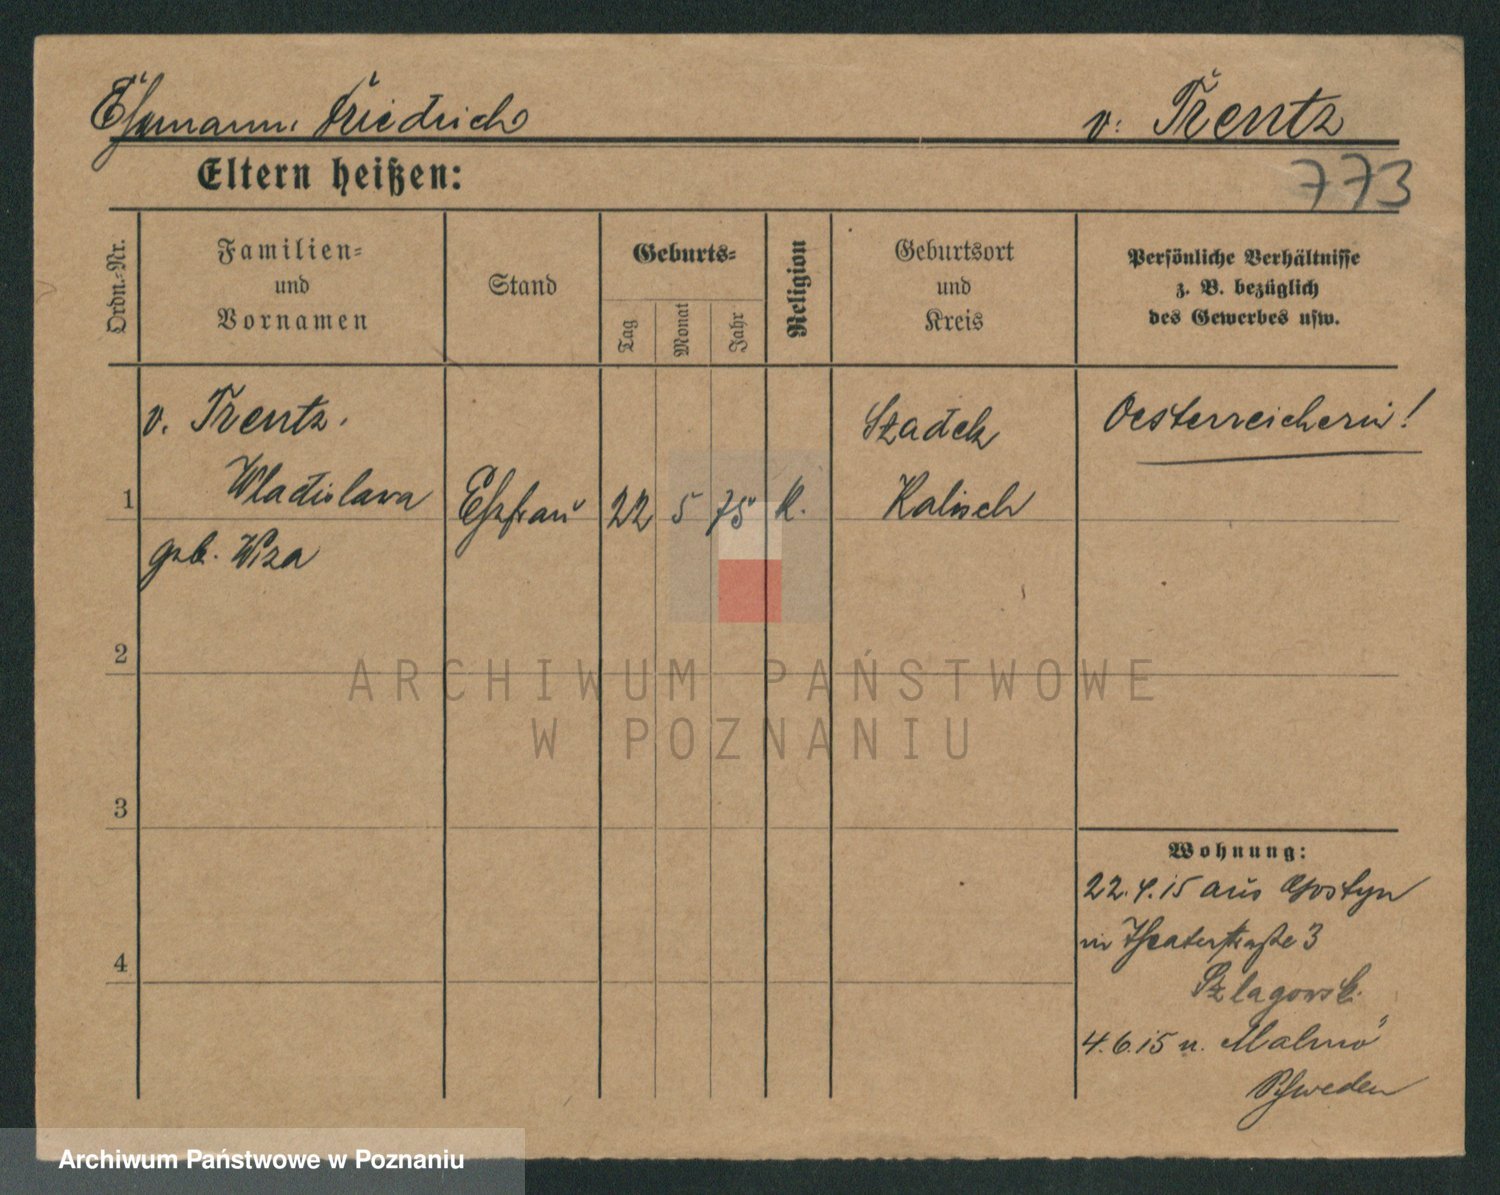 Ehemann: Friedrich v. Trentz
773
Eltern heißen:
Ordn.-Nr.
Familien-
und
Vornamen
Stand
Geburts-
Tag
Monat
Jahr
Religion
Geburtsort
und
Kreis
Persönliche Verhältnisse
z. B. bezüglich
des Gewerbes usw.
v. Trentz.
Wladislawa
geb. Wiza
1
Ehefrau
22 5 75 K.
Szadek
Kalisch
Oesterreicherin!
2
3
4
Wohnung:
22.4.15 aus Gostyn
in Theaterstraße 3
Szlagowsk.
4.6.15 n. Malmö
Schweden
ARCHIWUM PAŃSTWOWE
W POZNANIU
Archiwum Państwowe w Poznaniu